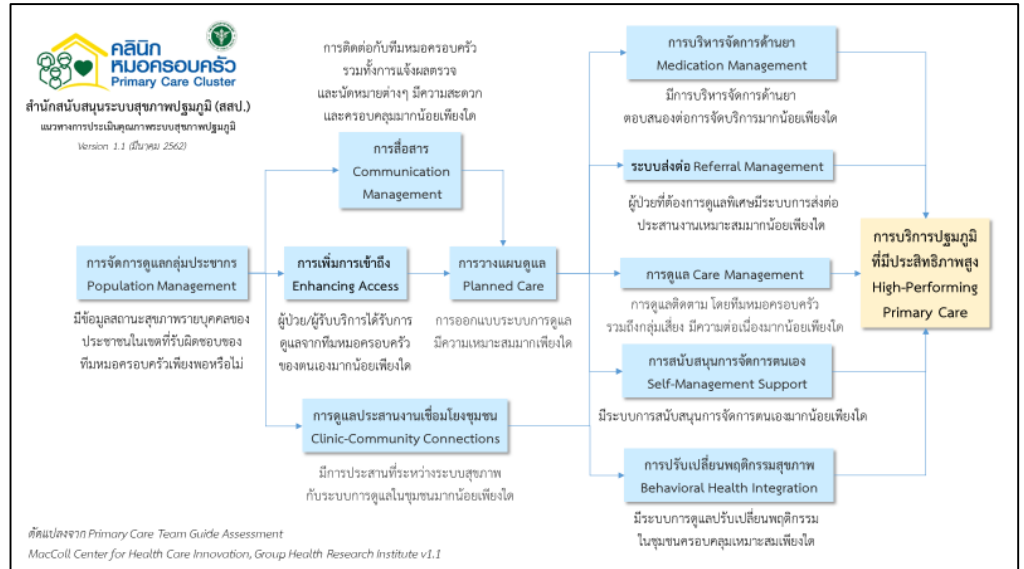 คลินิก
หมอครอบครัว
Primary Care Cluster
สำนักสนับสนุนระบบสุขภาพปฐมภูมิ (สสป.)
แนวทางการประเมินคุณภาพระบบสุขภาพปฐมภูมิ
Version 1.1 (มีนาคม 2562)
การติดต่อกับทีมหมอครอบครัว
รวมทั้งการแจ้งผลตรวจ
และนัดหมายต่างๆ มีความสะดวก
และครอบคลุมมากน้อยเพียงใด
การสื่อสาร
Communication
Management
การจัดการดูแลกลุ่มประชากร
Population Management
มีข้อมูลสถานะสุขภาพรายบุคคลของ
ประชาชนในเขตที่รับผิดชอบของ
ทีมหมอครอบครัวเพียงพอหรือไม่
การเพิ่มการเข้าถึง
Enhancing Access
ผู้ป่วย/ผู้รับบริการได้รับการ
ดูแลจากทีมหมอครอบครัว
ของตนเองมากน้อยเพียงใด
การวางแผนดูแล
Planned Care
การออกแบบระบบการดูแล
มีความเหมาะสมมากเพียงใด
การดูแลประสานงานเชื่อมโยงชุมชน
Clinic-Community Connections
มีการประสานที่ระหว่างระบบสุขภาพ
กับระบบการดูแลในชุมชนมากน้อยเพียงใด
การบริหารจัดการด้านยา
Medication Management
มีการบริหารจัดการด้านยา
ตอบสนองต่อการจัดบริการมากน้อยเพียงใด
ระบบส่งต่อ Referral Management
ผู้ป่วยที่ต้องการดูแลพิเศษมีระบบการส่งต่อ
ประสานงานเหมาะสมมากน้อยเพียงใด
การดูแล Care Management
การดูแลติดตาม โดยทีมหมอครอบครัว
รวมถึงกลุ่มเสี่ยง มีความต่อเนื่องมากน้อยเพียงใด
การสนับสนุนการจัดการตนเอง
Self-Management Support
มีระบบการสนับสนุนการจัดการตนเองมากน้อยเพียงใด
การปรับเปลี่ยนพฤติกรรมสุขภาพ
Behavioral Health Integration
มีระบบการดูแลปรับเปลี่ยนพฤติกรรม
ในชุมชนครอบคลุมเหมาะสมเพียงใด
การบริการปฐมภูมิ
ที่มีประสิทธิภาพสูง
High-Performing
Primary Care
ดัดแปลงจาก Primary Care Team Guide Assessment
MacColl Center for Health Care Innovation, Group Health Research Institute v1.1